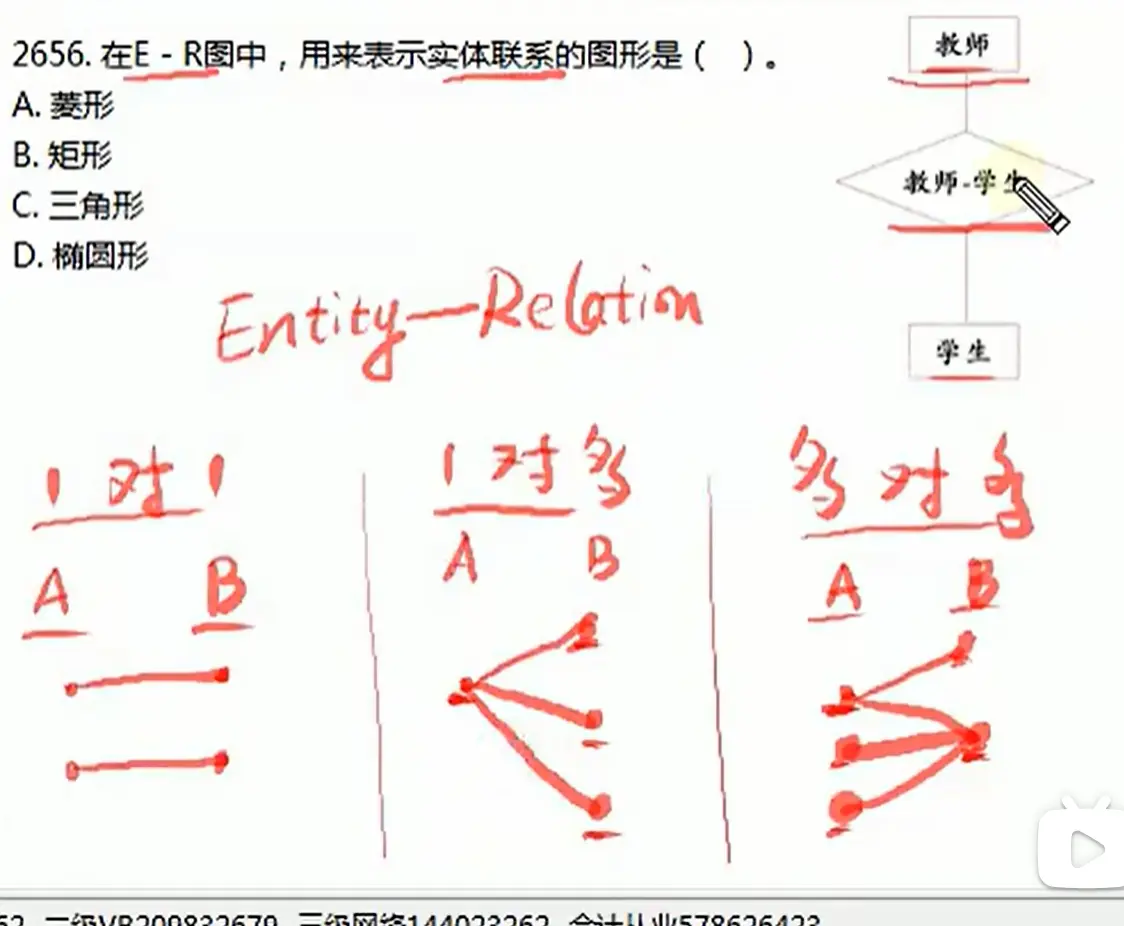 2656. 在E－R图中，用来表示实体联系的图形是（　）。
A. 菱形
B. 矩形
C. 三角形
D. 椭圆形
教师
教师-学生
学生
Entity—Relation
1 对 1
A B
1 对 多
A B
多 对 多
A B
二级VB209832679 三级网络144023262 会计从业578626423